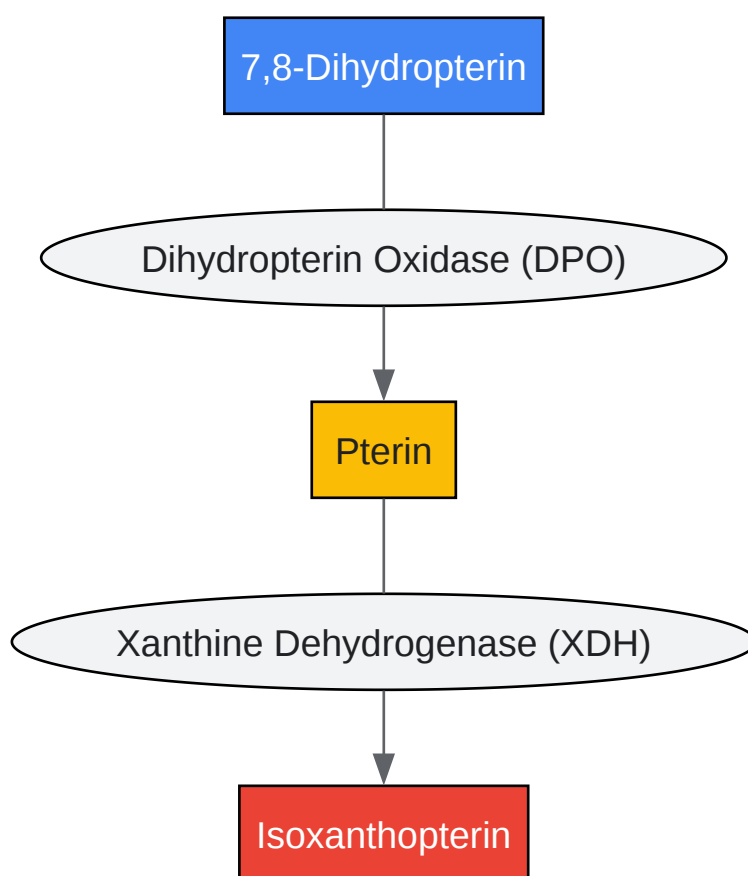 7,8-Dihydropterin
Dihydropterin Oxidase (DPO)
Pterin
Xanthine Dehydrogenase (XDH)
Isoxanthopterin